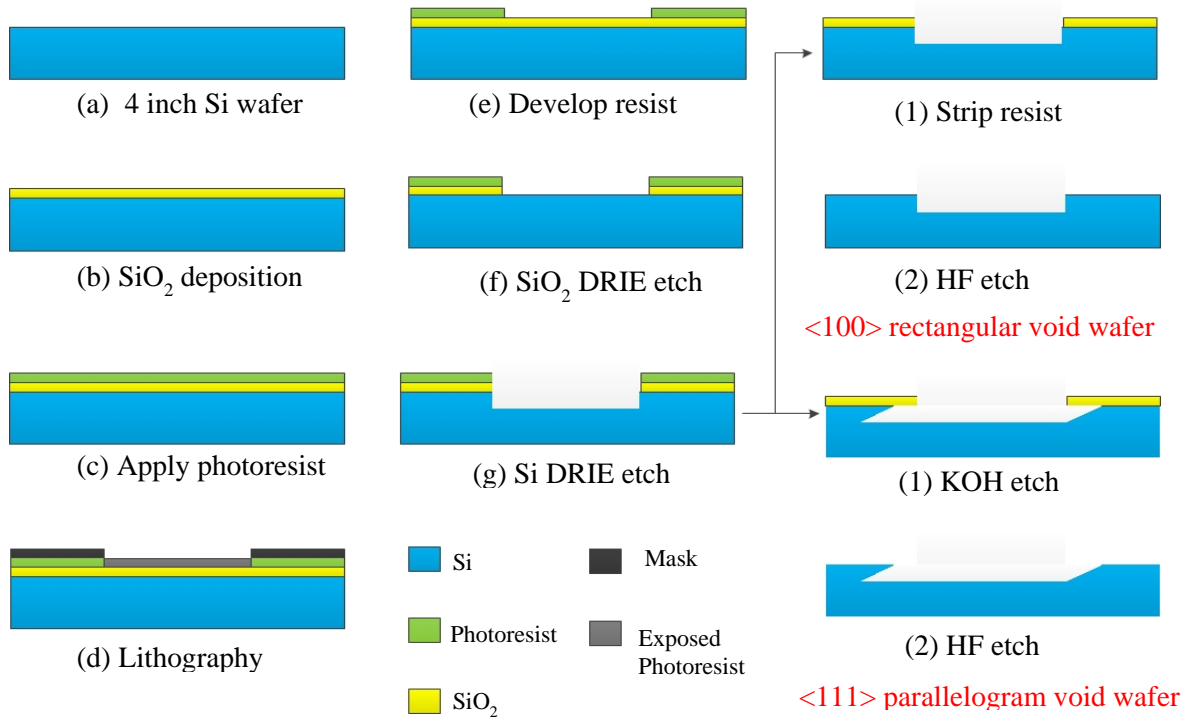 (a) 4 inch Si wafer
(b) SiO₂ deposition
(c) Apply photoresist
(d) Lithography
(e) Develop resist
(f) SiO₂ DRIE etch
(g) Si DRIE etch
Si
Photoresist
SiO₂
Mask
Exposed
Photoresist
(1) Strip resist
(2) HF etch
<100> rectangular void wafer
(1) KOH etch
(2) HF etch
<111> parallelogram void wafer